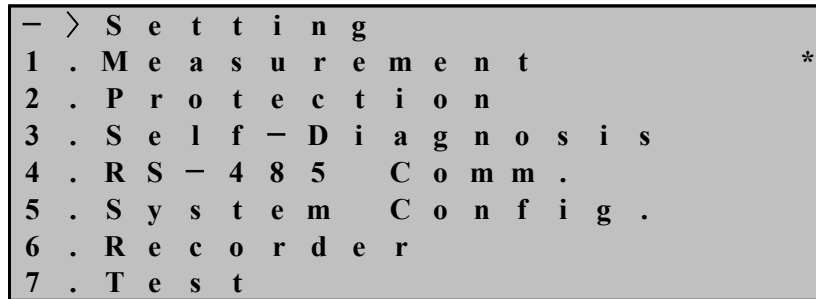 −〉Setting
1.Measurement *
2.Protection
3.Self−Diagnosis
4.RS−485 Comm.
5.System Config.
6.Recorder
7.Test